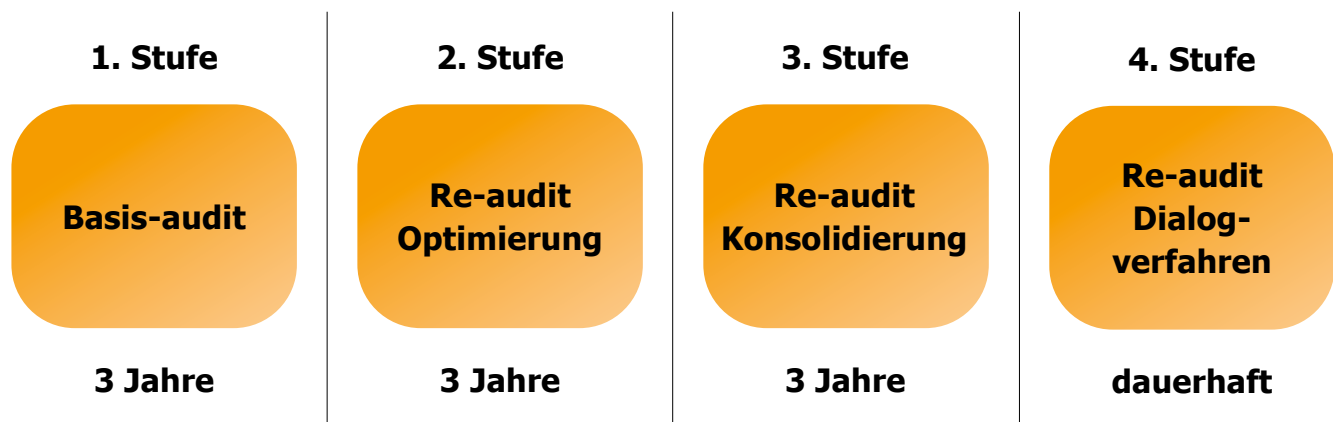 1. Stufe
Basis-audit
3 Jahre
2. Stufe
Re-audit
Optimierung
3 Jahre
3. Stufe
Re-audit
Konsolidierung
3 Jahre
4. Stufe
Re-audit
Dialog-
verfahren
dauerhaft